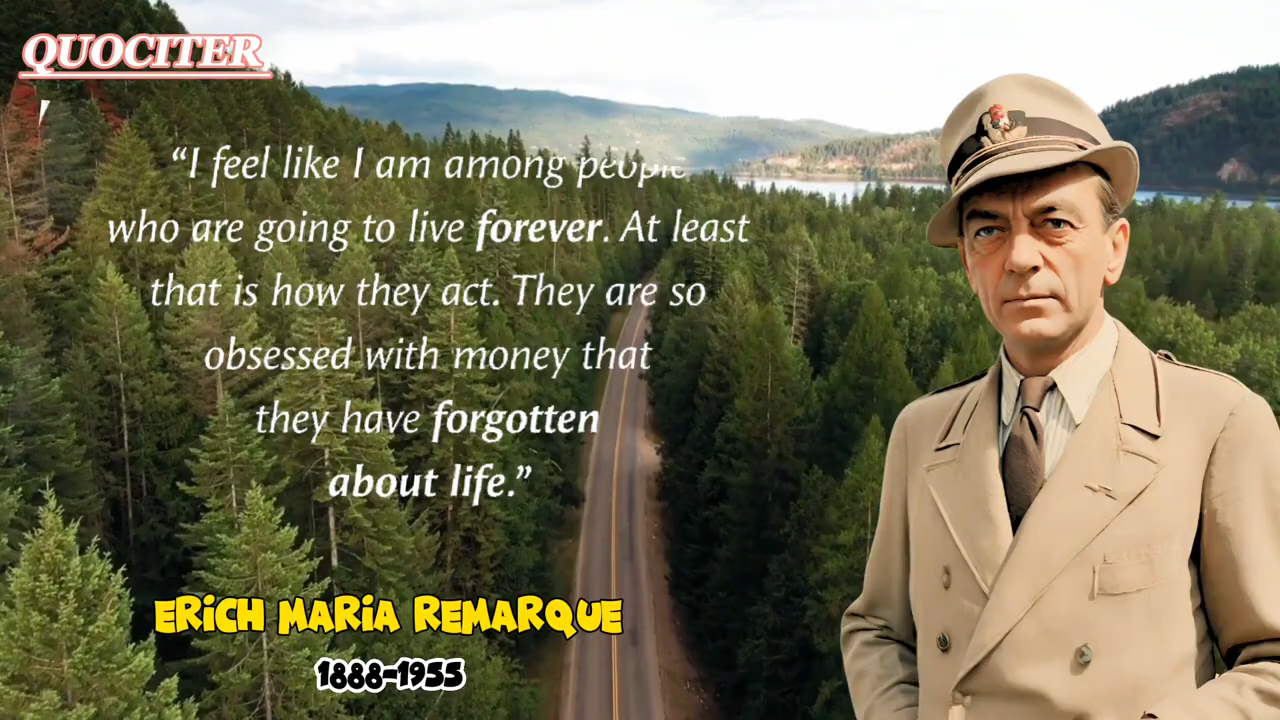 QUOCITER
“I feel like I am among people
who are going to live forever. At least
that is how they act. They are so
obsessed with money that
they have forgotten
about life.”
ERiCH MARiA REMARQUE
1888-1955